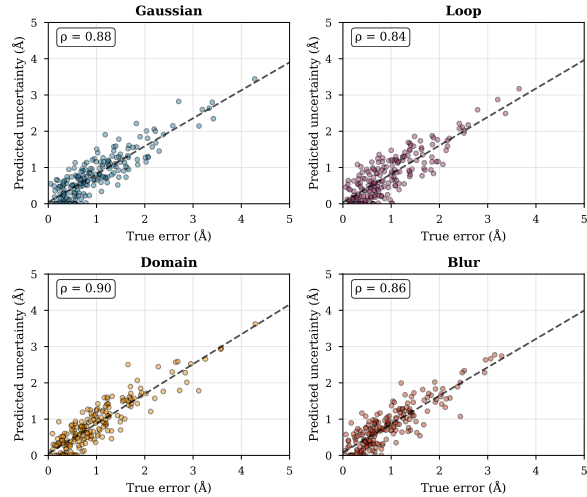 Gaussian
ρ = 0.88
Predicted uncertainty (Å)
5
4
3
2
1
0
0 1 2 3 4 5
True error (Å)
Loop
ρ = 0.84
Predicted uncertainty (Å)
5
4
3
2
1
0
0 1 2 3 4 5
True error (Å)
Domain
ρ = 0.90
Predicted uncertainty (Å)
5
4
3
2
1
0
0 1 2 3 4 5
True error (Å)
Blur
ρ = 0.86
Predicted uncertainty (Å)
5
4
3
2
1
0
0 1 2 3 4 5
True error (Å)